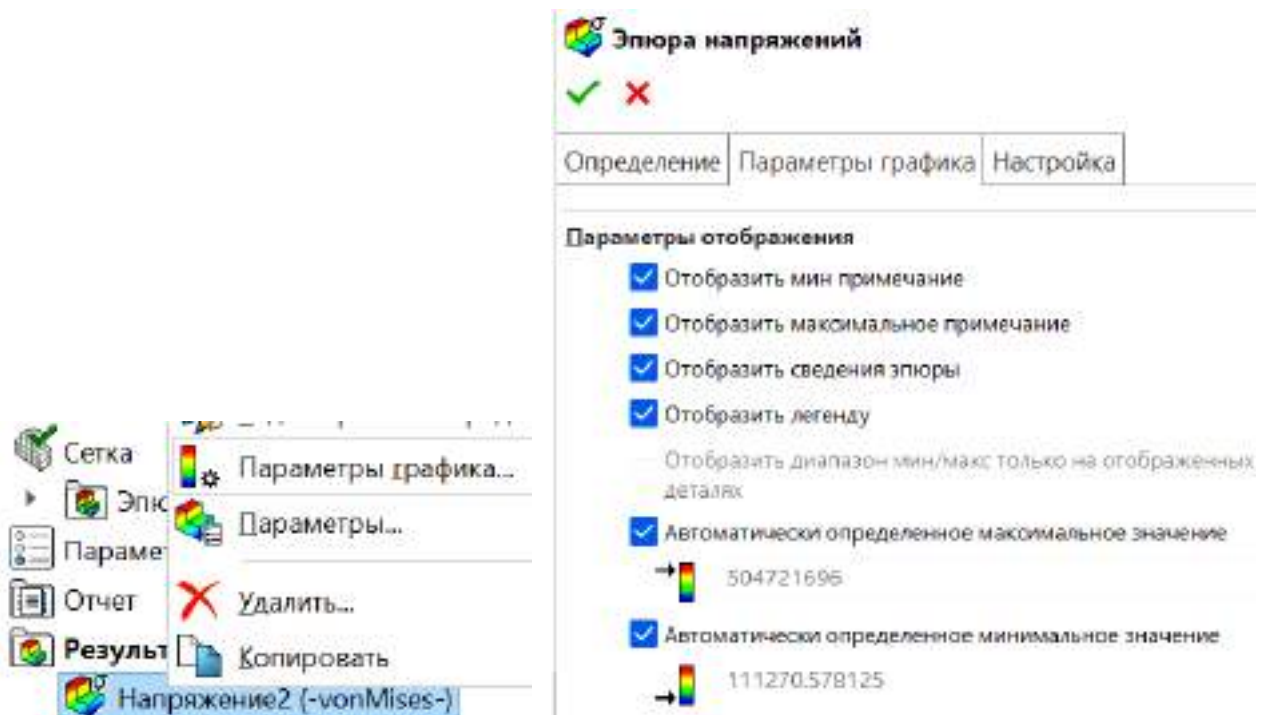 Эпюра напряжений
Определение Параметры графика Настройка
Параметры отображения
Отобразить мин примечание
Отобразить максимальное примечание
Отобразить сведения эпюры
Отобразить легенду
Отобразить диапазон мин/макс только на отображенных
деталях
Автоматически определенное максимальное значение
504721696
Автоматически определенное минимальное значение
111270.578125
Сетка
Параметры графика...
Параметры...
Отчет
Удалить...
Копировать
Напряжение2 (-vonMises-)